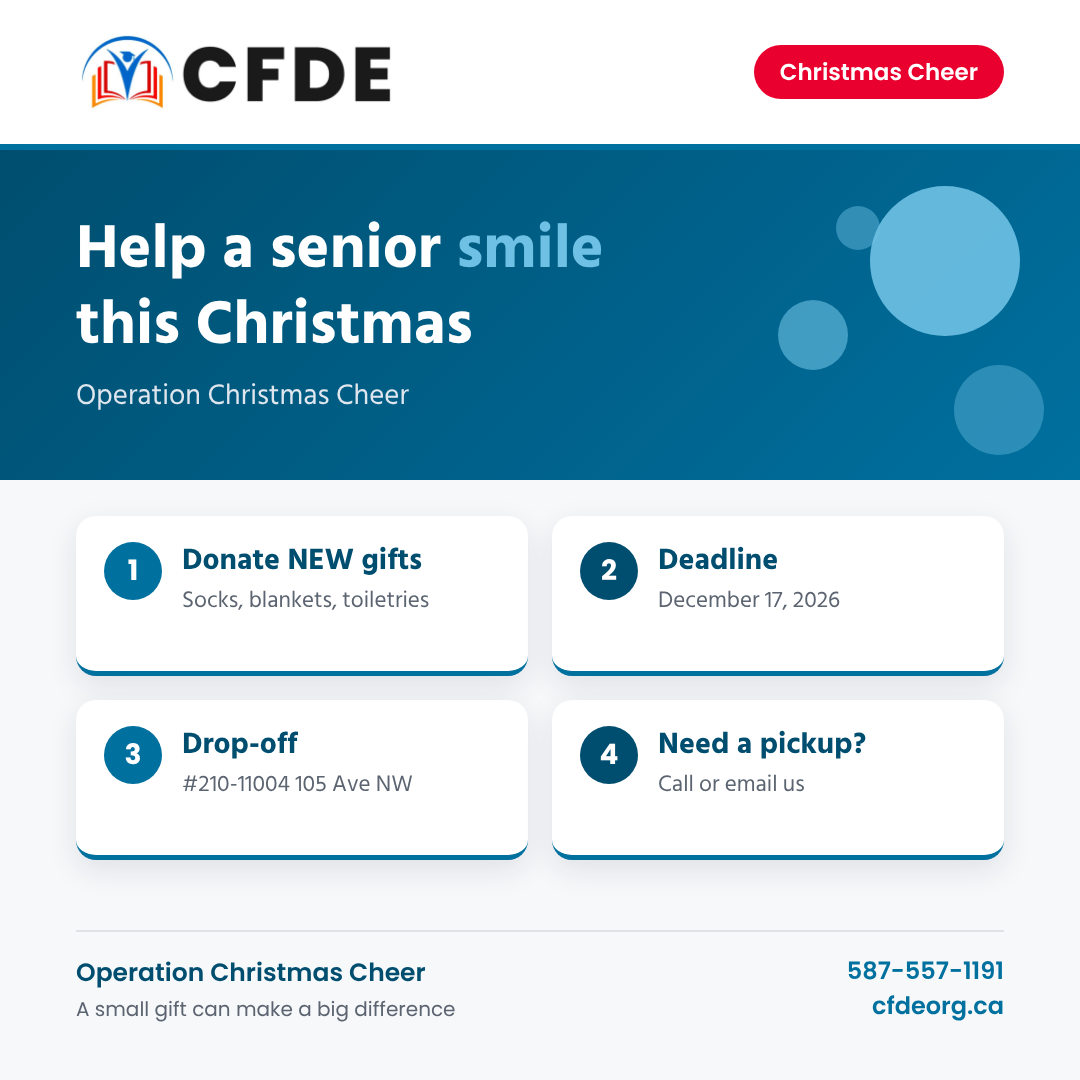 CFDE
Christmas Cheer
Help a senior smile
this Christmas
Operation Christmas Cheer
1
Donate NEW gifts
Socks, blankets, toiletries
2
Deadline
December 17, 2026
3
Drop-off
#210-11004 105 Ave NW
4
Need a pickup?
Call or email us
Operation Christmas Cheer
A small gift can make a big difference
587-557-1191
cfdeorg.ca